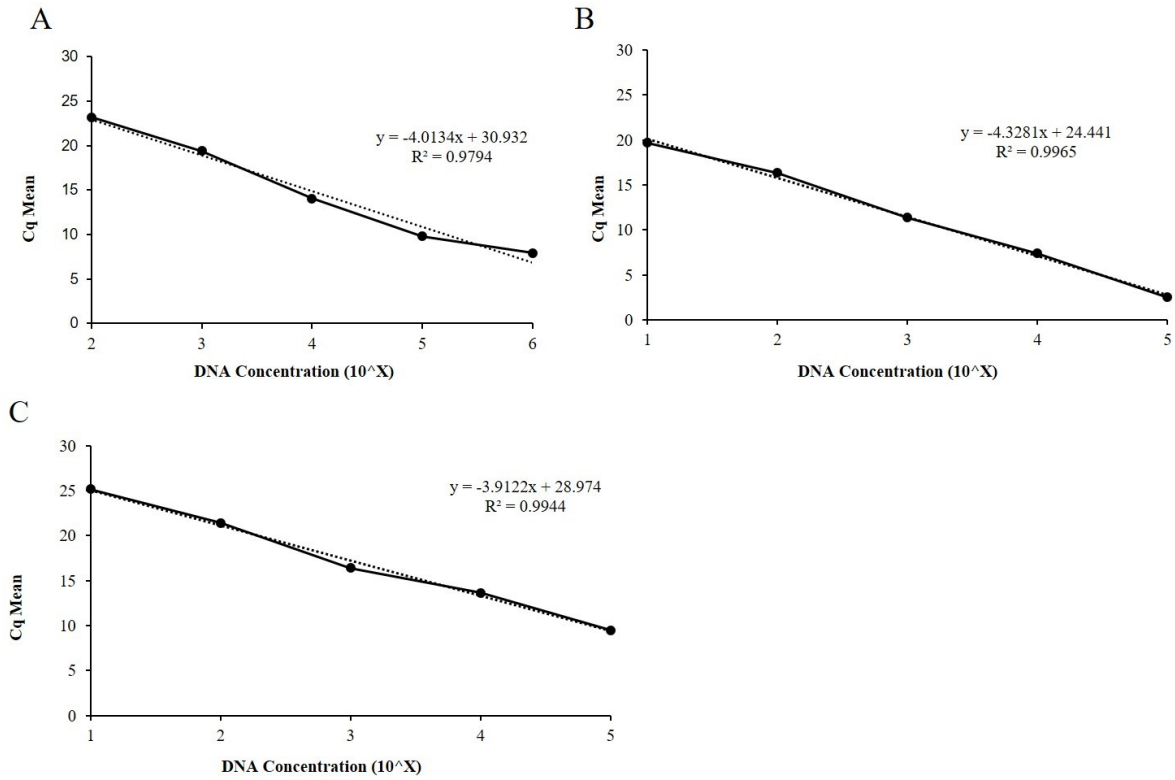 A
30
25
20
15
10
5
0
Cq Mean
y = -4.0134x + 30.932
R² = 0.9794
2 3 4 5 6
DNA Concentration (10^X)
B
30
25
20
15
10
5
0
Cq Mean
y = -4.3281x + 24.441
R² = 0.9965
1 2 3 4 5
DNA Concentration (10^X)
C
30
25
20
15
10
5
0
Cq Mean
y = -3.9122x + 28.974
R² = 0.9944
1 2 3 4 5
DNA Concentration (10^X)